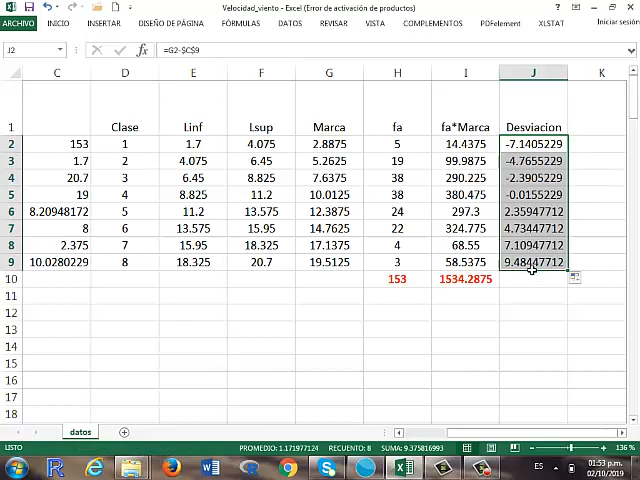 Velocidad_viento - Excel (Error de activación de productos)
ARCHIVO INICIO INSERTAR DISEÑO DE PÁGINA FÓRMULAS DATOS REVISAR VISTA COMPLEMENTOS PDFelement XLSTAT Iniciar sesión
J2 fx =G2-$C$9
C D E F G H I J K
1 Clase Linf Lsup Marca fa fa*Marca Desviacion
2 153 1 1.7 4.075 2.8875 5 14.4375 -7.1405229
3 1.7 2 4.075 6.45 5.2625 19 99.9875 -4.7655229
4 20.7 3 6.45 8.825 7.6375 38 290.225 -2.3905229
5 19 4 8.825 11.2 10.0125 38 380.475 -0.0155229
6 8.20948172 5 11.2 13.575 12.3875 24 297.3 2.35947712
7 8 6 13.575 15.95 14.7625 22 324.775 4.73447712
8 2.375 7 15.95 18.325 17.1375 4 68.55 7.10947712
9 10.0280229 8 18.325 20.7 19.5125 3 58.5375 9.48447712
10 153 1534.2875
11
12
13
14
15
16
17
18
datos
LISTO PROMEDIO: 1.171977124 RECUENTO: 8 SUMA: 9.375816993 136 %
ES 01:53 p.m.
02/10/2019